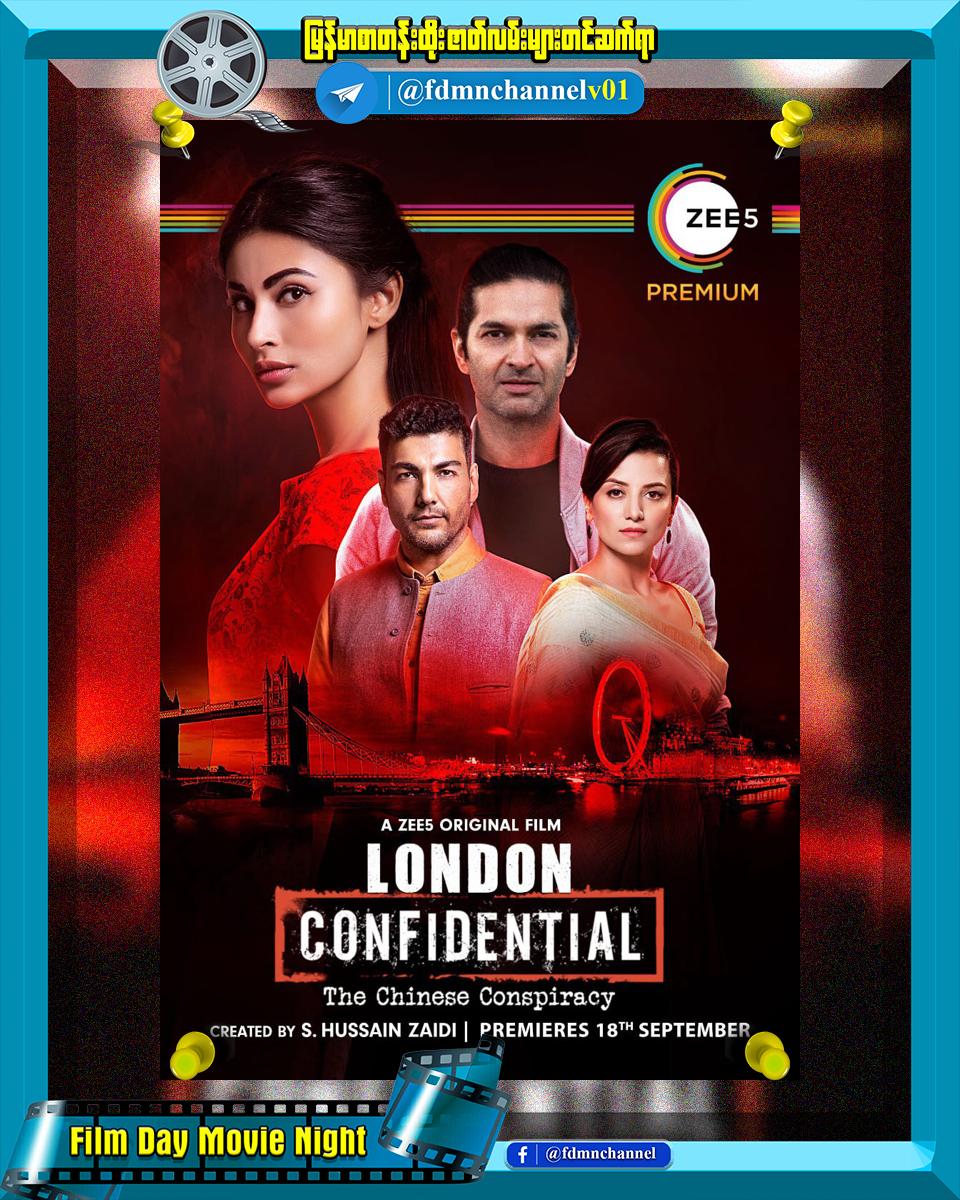 မြန်မာစာတန်းထိုးဇာတ်လမ်းများတင်ဆက်ရာ
@fdmnchannelv01
ZEE5
PREMIUM
A ZEE5 ORIGINAL FILM
LONDON
CONFIDENTIAL
The Chinese Conspiracy
CREATED BY S. HUSSAIN ZAIDI | PREMIERES 18TH SEPTEMBER
Film Day Movie Night
f | @fdmnchannel